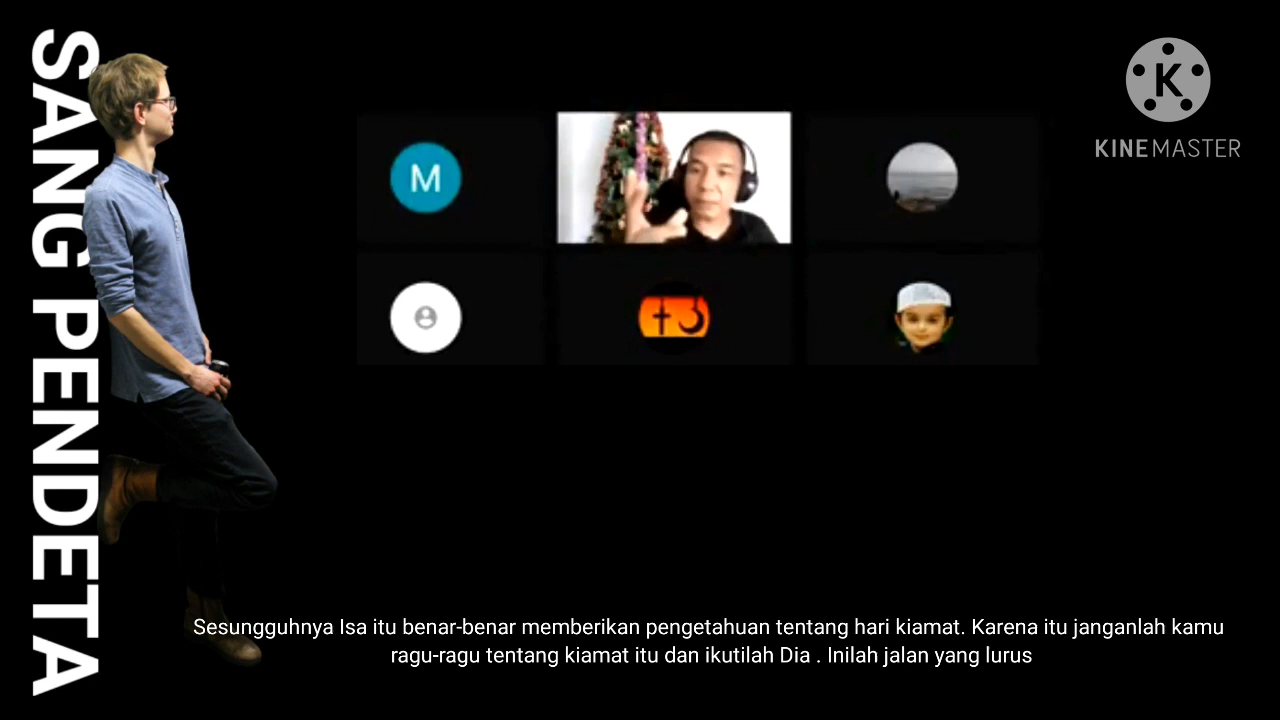 SANG PENDETA
M
K
KINEMASTER
Sesungguhnya Isa itu benar-benar memberikan pengetahuan tentang hari kiamat. Karena itu janganlah kamu
ragu-ragu tentang kiamat itu dan ikutilah Dia . Inilah jalan yang lurus